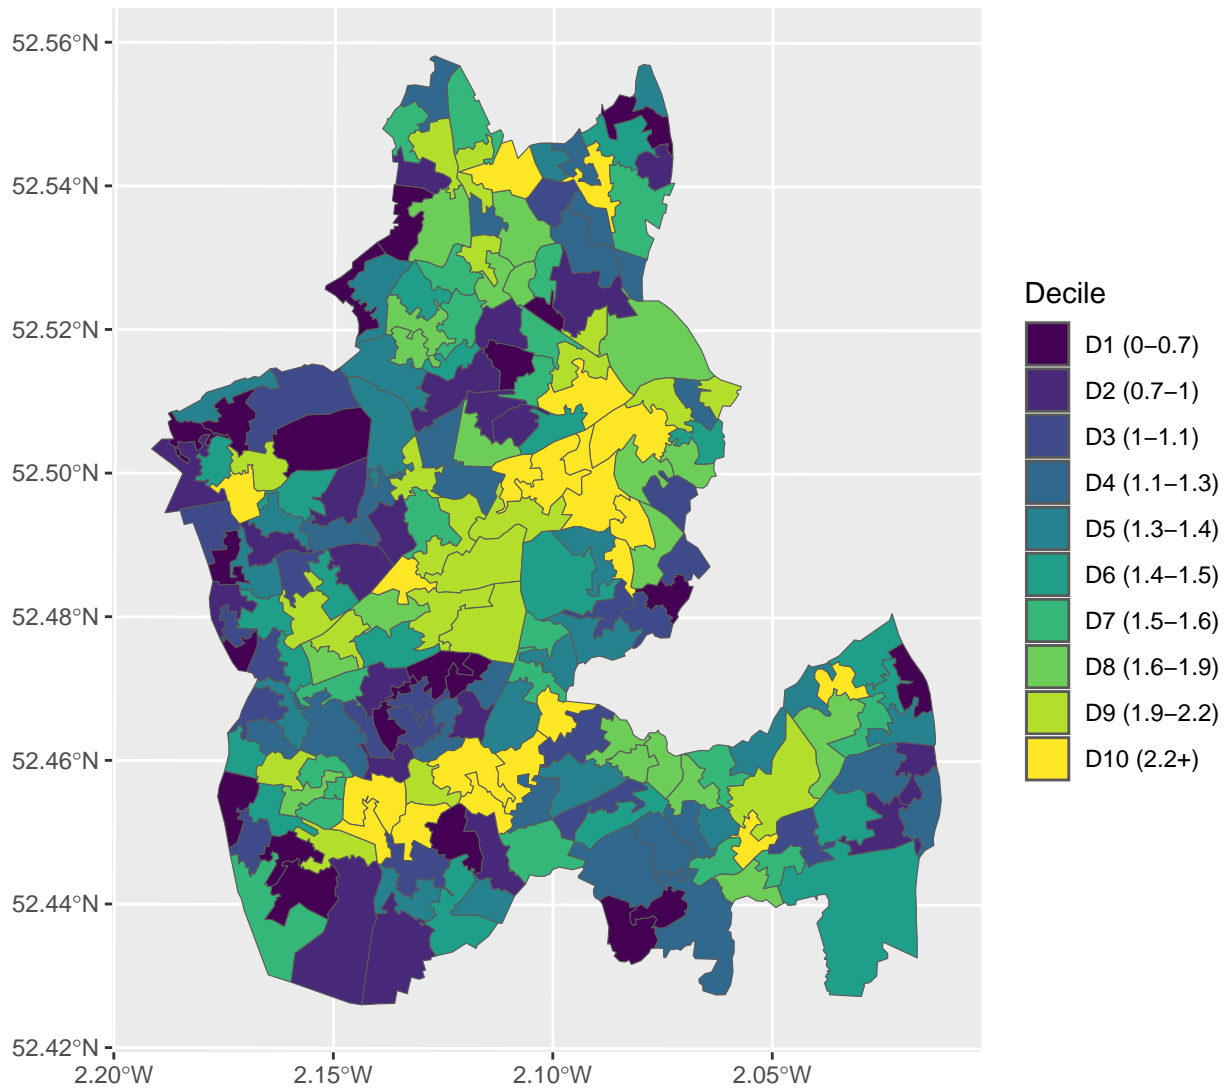 52.56°N
52.54°N
52.52°N
52.50°N
52.48°N
52.46°N
52.44°N
52.42°N
2.20°W
2.15°W
2.10°W
2.05°W
Decile
D1 (0–0.7)
D2 (0.7–1)
D3 (1–1.1)
D4 (1.1–1.3)
D5 (1.3–1.4)
D6 (1.4–1.5)
D7 (1.5–1.6)
D8 (1.6–1.9)
D9 (1.9–2.2)
D10 (2.2+)